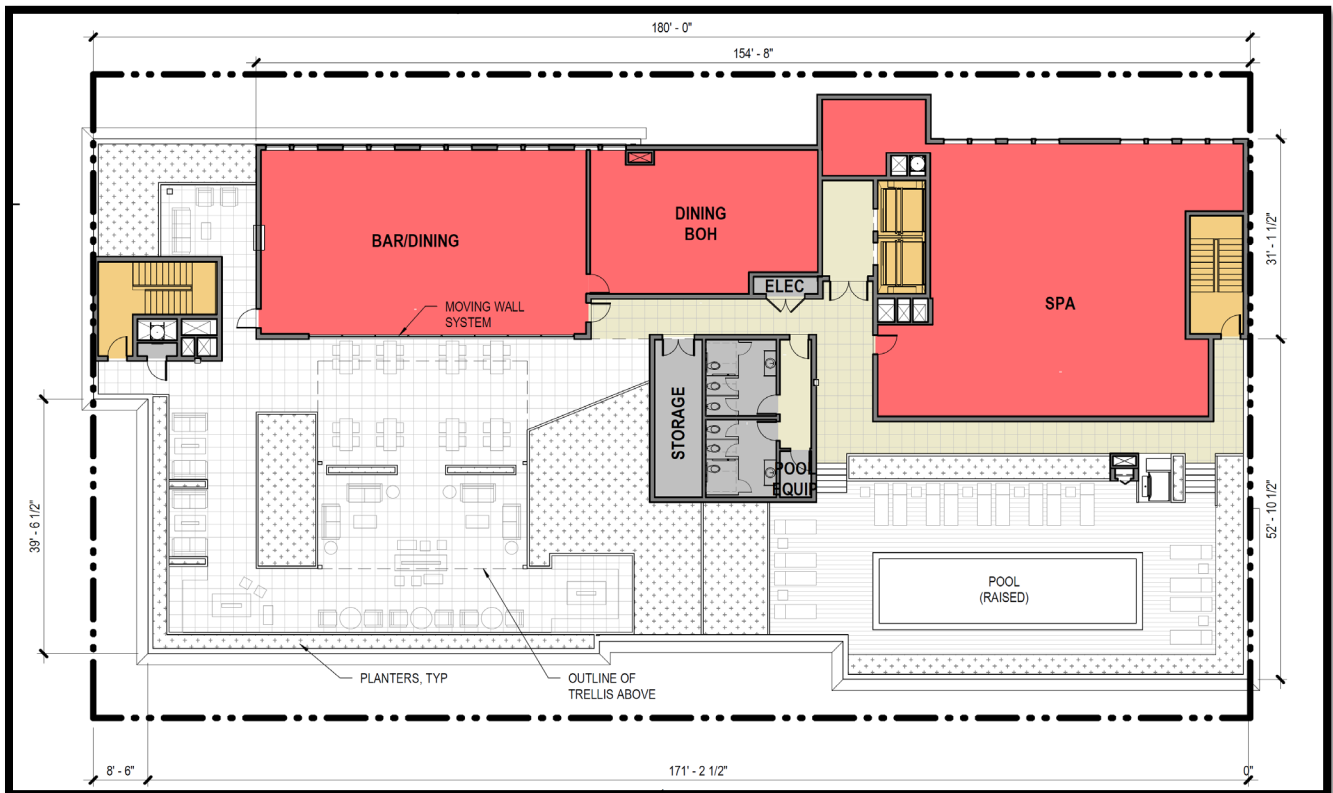 180' - 0"
154' - 8"
BAR/DINING
DINING
BOH
ELEC
MOVING WALL
SYSTEM
SPA
31' - 1 1/2"
STORAGE
POOL
EQUIP
39' - 6 1/2"
52' - 10 1/2"
POOL
(RAISED)
PLANTERS, TYP
OUTLINE OF
TRELLIS ABOVE
8' - 6"
171' - 2 1/2"
0"